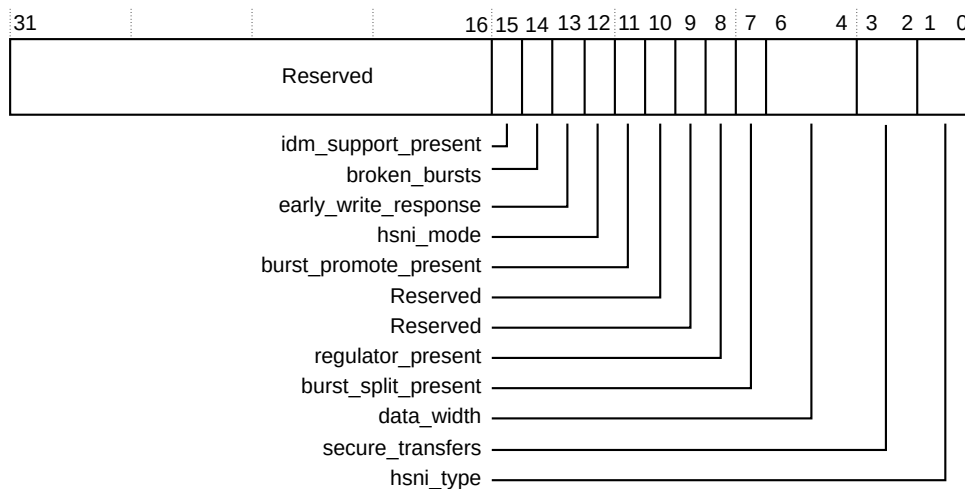 31 16 15 14 13 12 11 10 9 8 7 6 4 3 2 1 0
Reserved
idm_support_present
broken_bursts
early_write_response
hsni_mode
burst_promote_present
Reserved
Reserved
regulator_present
burst_split_present
data_width
secure_transfers
hsni_type